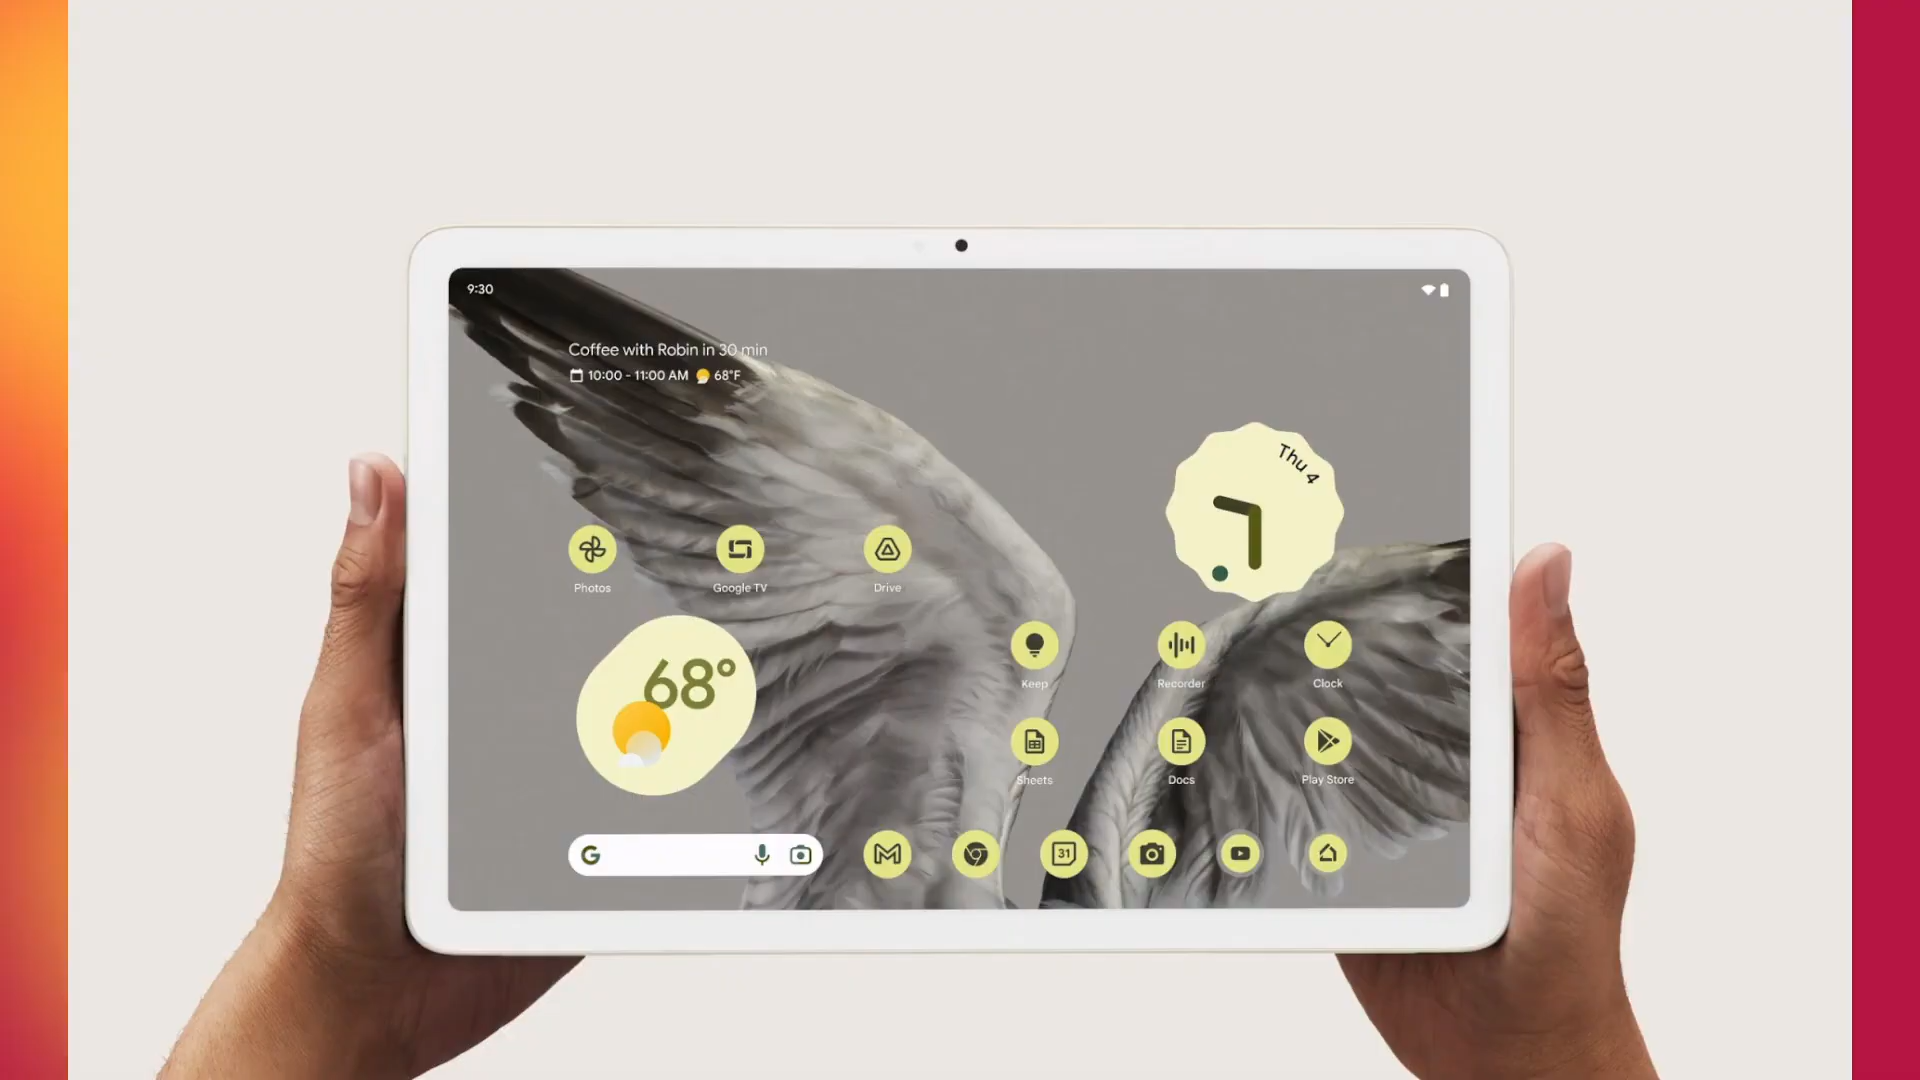 9:30
Coffee with Robin in 30 min
10:00 - 11:00 AM 68°F
Thu 4
Photos
Google TV
Drive
68°
Keep
Recorder
Clock
Sheets
Docs
Play Store
G
31